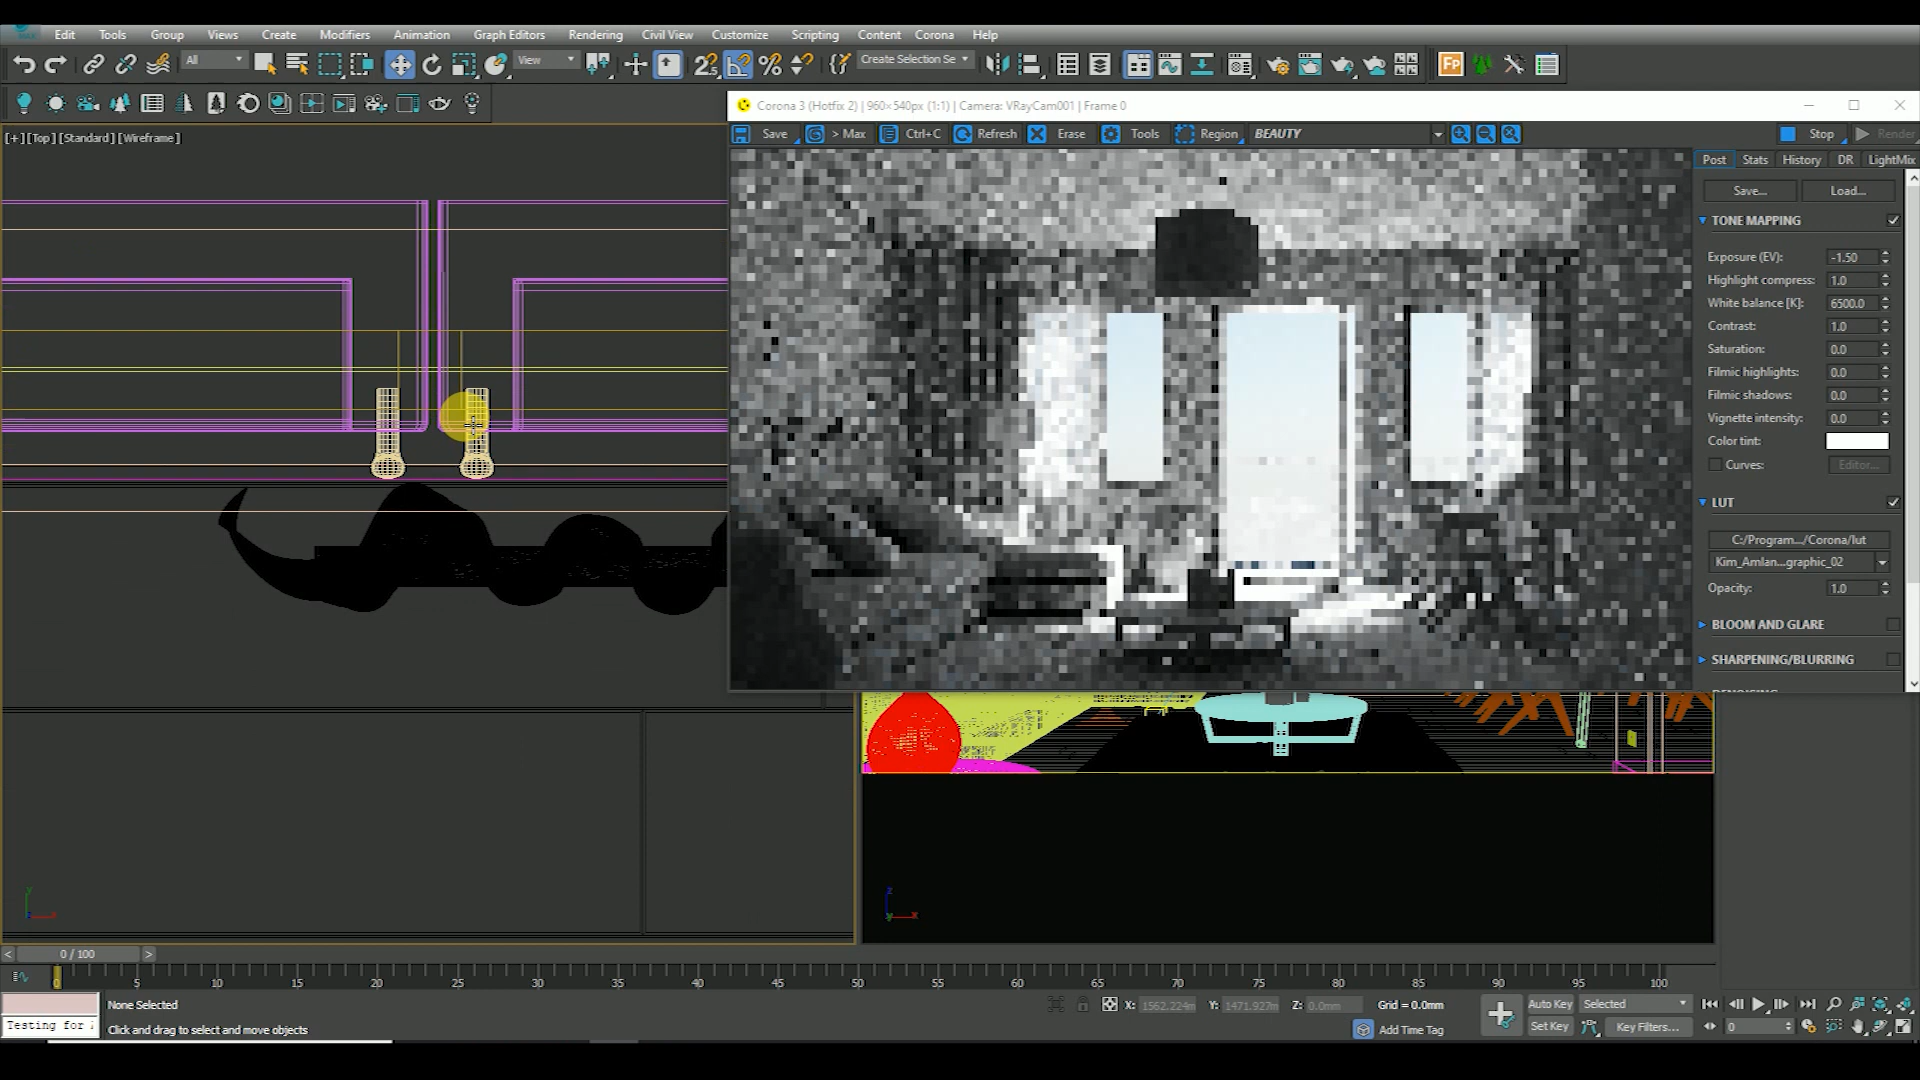 Edit Tools Group Views Create Modifiers Animation Graph Editors Rendering Civil View Customize Scripting Content Corona Help
All View Create Selection Se
Corona 3 (Hotfix 2) | 960×540px (1:1) | Camera: VRayCam001 | Frame 0
[+] [Top] [Standard] [Wireframe]
Save > Max Ctrl+C Refresh Erase Tools Region BEAUTY Stop Render
Post Stats History DR LightMix
Save... Load...
TONE MAPPING
Exposure (EV): -1.50
Highlight compress: 1.0
White balance [K]: 6500.0
Contrast: 1.0
Saturation: 0.0
Filmic highlights: 0.0
Filmic shadows: 0.0
Vignette intensity: 0.0
Color tint:
Curves: Editor...
LUT
C:/Program.../Corona/lut
Kim_Amlan...graphic_02
Opacity: 1.0
BLOOM AND GLARE
SHARPENING/BLURRING
y x
z y x
< 0 / 100 >
0 5 10 15 20 25 30 35 40 45 50 55 60 65 70 75 80 85 90 95 100
None Selected X: 1562.224m Y: 1471.927m Z: 0.0mm Grid = 0.0mm Auto Key Selected
Testing for Click and drag to select and move objects Add Time Tag Set Key Key Filters... 0